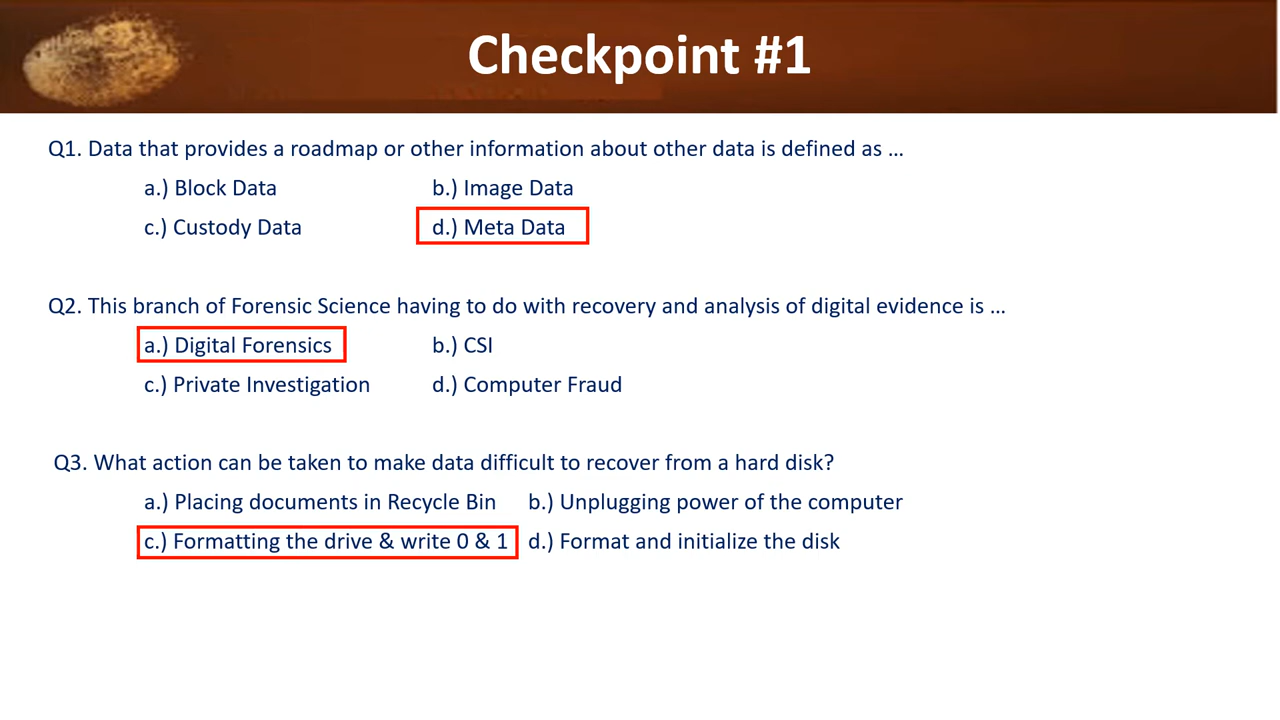 Checkpoint #1
Q1. Data that provides a roadmap or other information about other data is defined as …
a.) Block Data b.) Image Data
c.) Custody Data d.) Meta Data
Q2. This branch of Forensic Science having to do with recovery and analysis of digital evidence is …
a.) Digital Forensics b.) CSI
c.) Private Investigation d.) Computer Fraud
Q3. What action can be taken to make data difficult to recover from a hard disk?
a.) Placing documents in Recycle Bin b.) Unplugging power of the computer
c.) Formatting the drive & write 0 & 1 d.) Format and initialize the disk